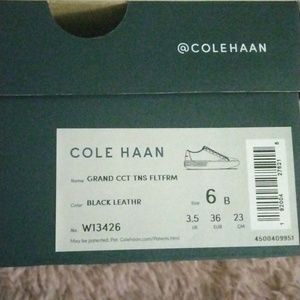 @COLEHAAN
COLE HAAN
Name: GRAND CCT TNS FLTFRM
Size: 6 B
Color: BLACK LEATHR
3.5 36 23
UK EUR CM
No. W13426
May be patented. Pat. Colehaan.com/Patents.html
4500409951